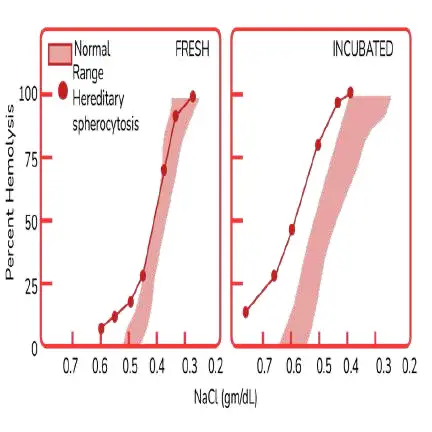 Normal
Range
Hereditary
spherocytosis
FRESH
INCUBATED
Percent Hemolysis
100
75
50
25
0
0.7 0.6 0.5 0.4 0.3 0.2
0.7 0.6 0.5 0.4 0.3 0.2
NaCl (gm/dL)